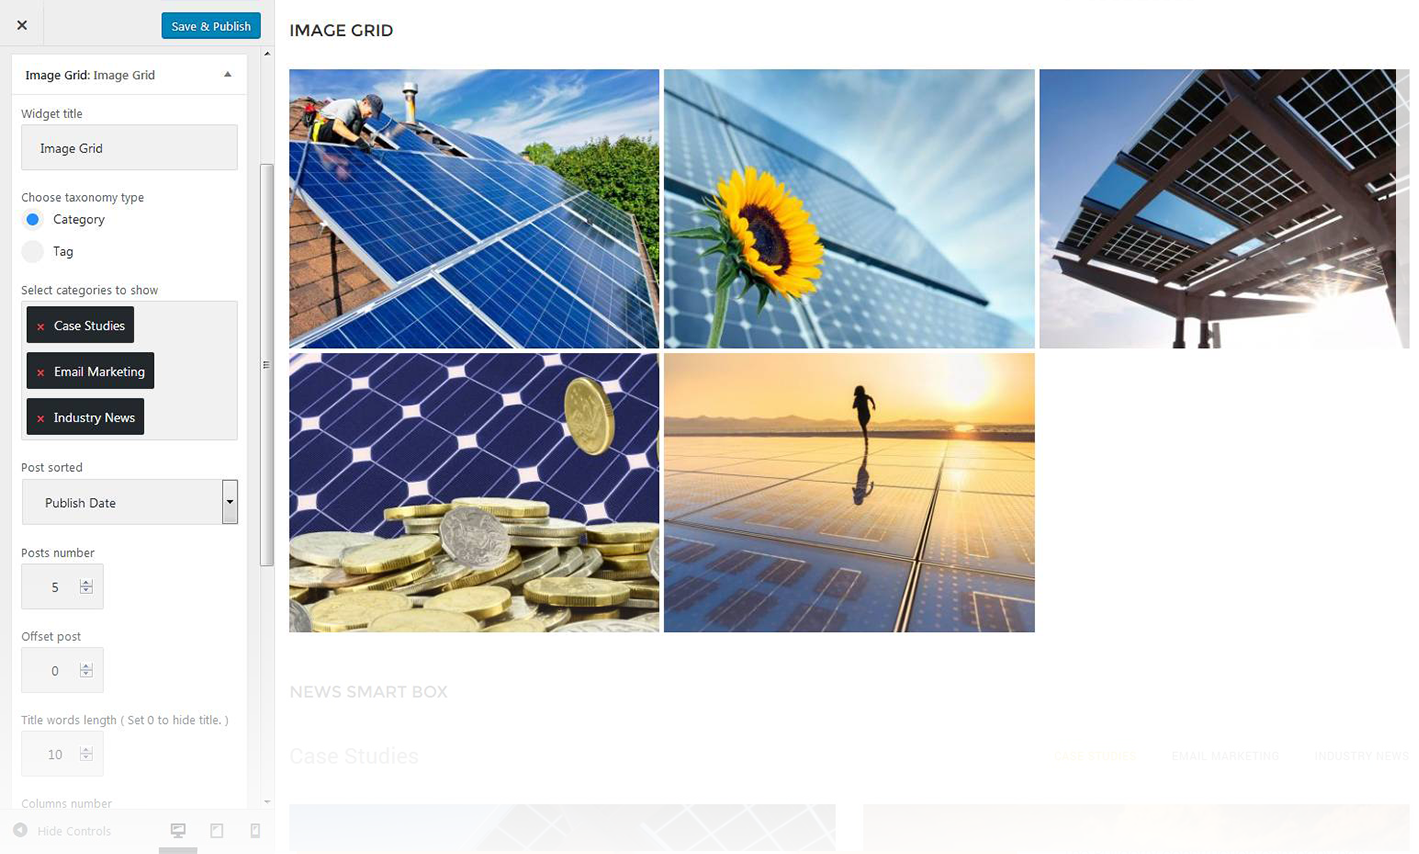 Save & Publish
Image Grid: Image Grid
Widget title
Image Grid
Choose taxonomy type
Category
Tag
Select categories to show
× Case Studies
× Email Marketing
× Industry News
Post sorted
Publish Date
Posts number
5
Offset post
0
Title words length ( Set 0 to hide title. )
10
Columns number
Hide Controls
IMAGE GRID
NEWS SMART BOX
Case Studies
CASE STUDIES EMAIL MARKETING INDUSTRY NEWS